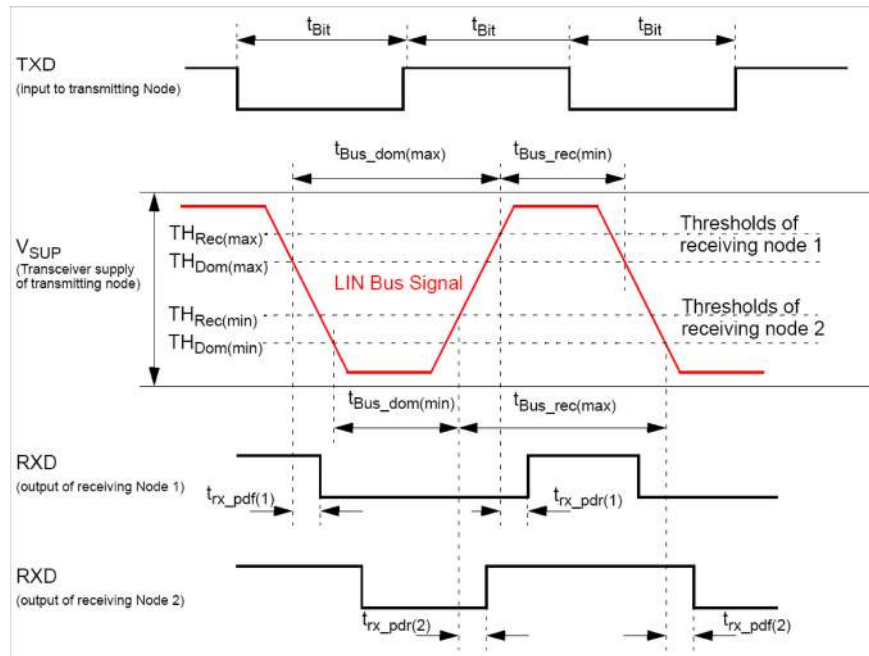 tBit tBit tBit
TXD
(input to transmitting Node)
tBus_dom(max) tBus_rec(min)
THRec(max)
Thresholds of
receiving node 1
VSUP
(Transceiver supply
of transmitting node)
THDom(max)
LIN Bus Signal
THRec(min)
Thresholds of
receiving node 2
THDom(min)
tBus_dom(min) tBus_rec(max)
RXD
(output of receiving Node 1)
trx_pdf(1) trx_pdr(1)
RXD
(output of receiving Node 2)
trx_pdr(2) trx_pdf(2)